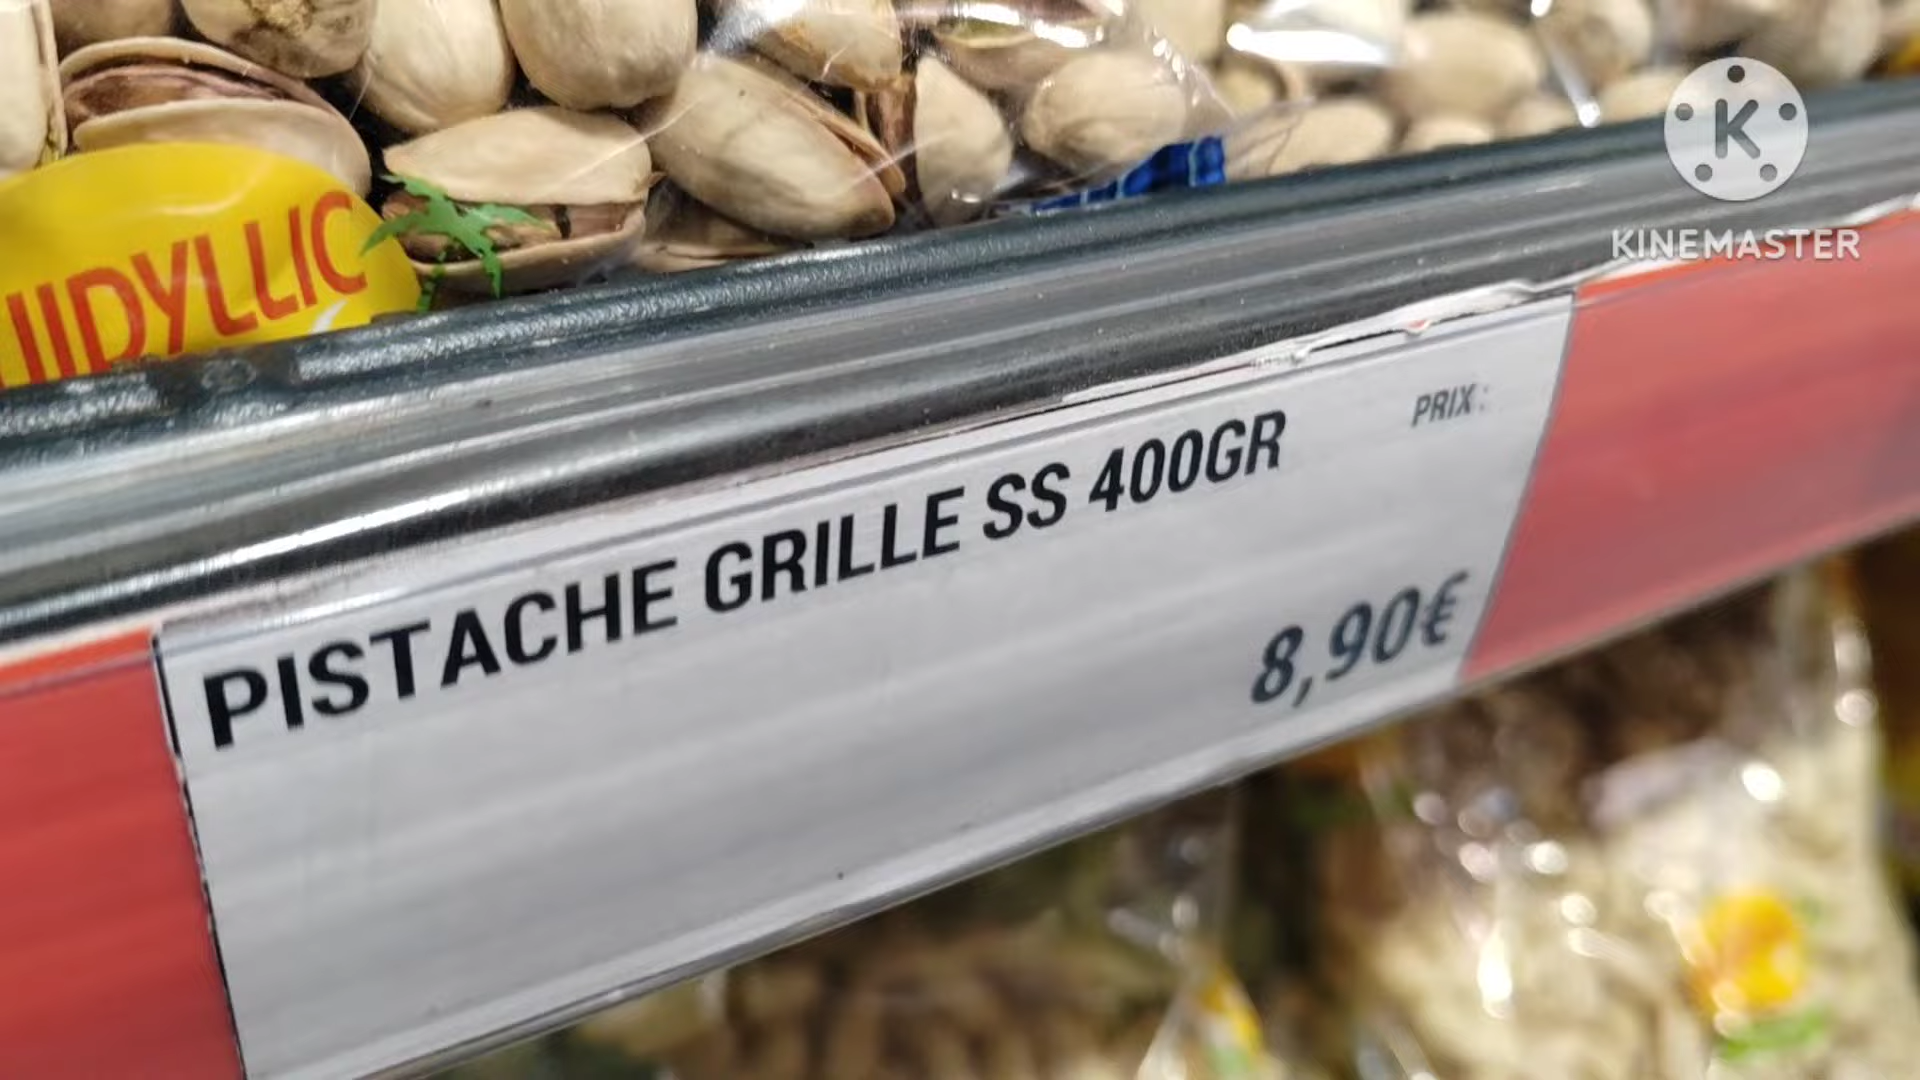 K
KINEMASTER
IDYLLIC
PRIX:
PISTACHE GRILLE SS 400GR
8,90€